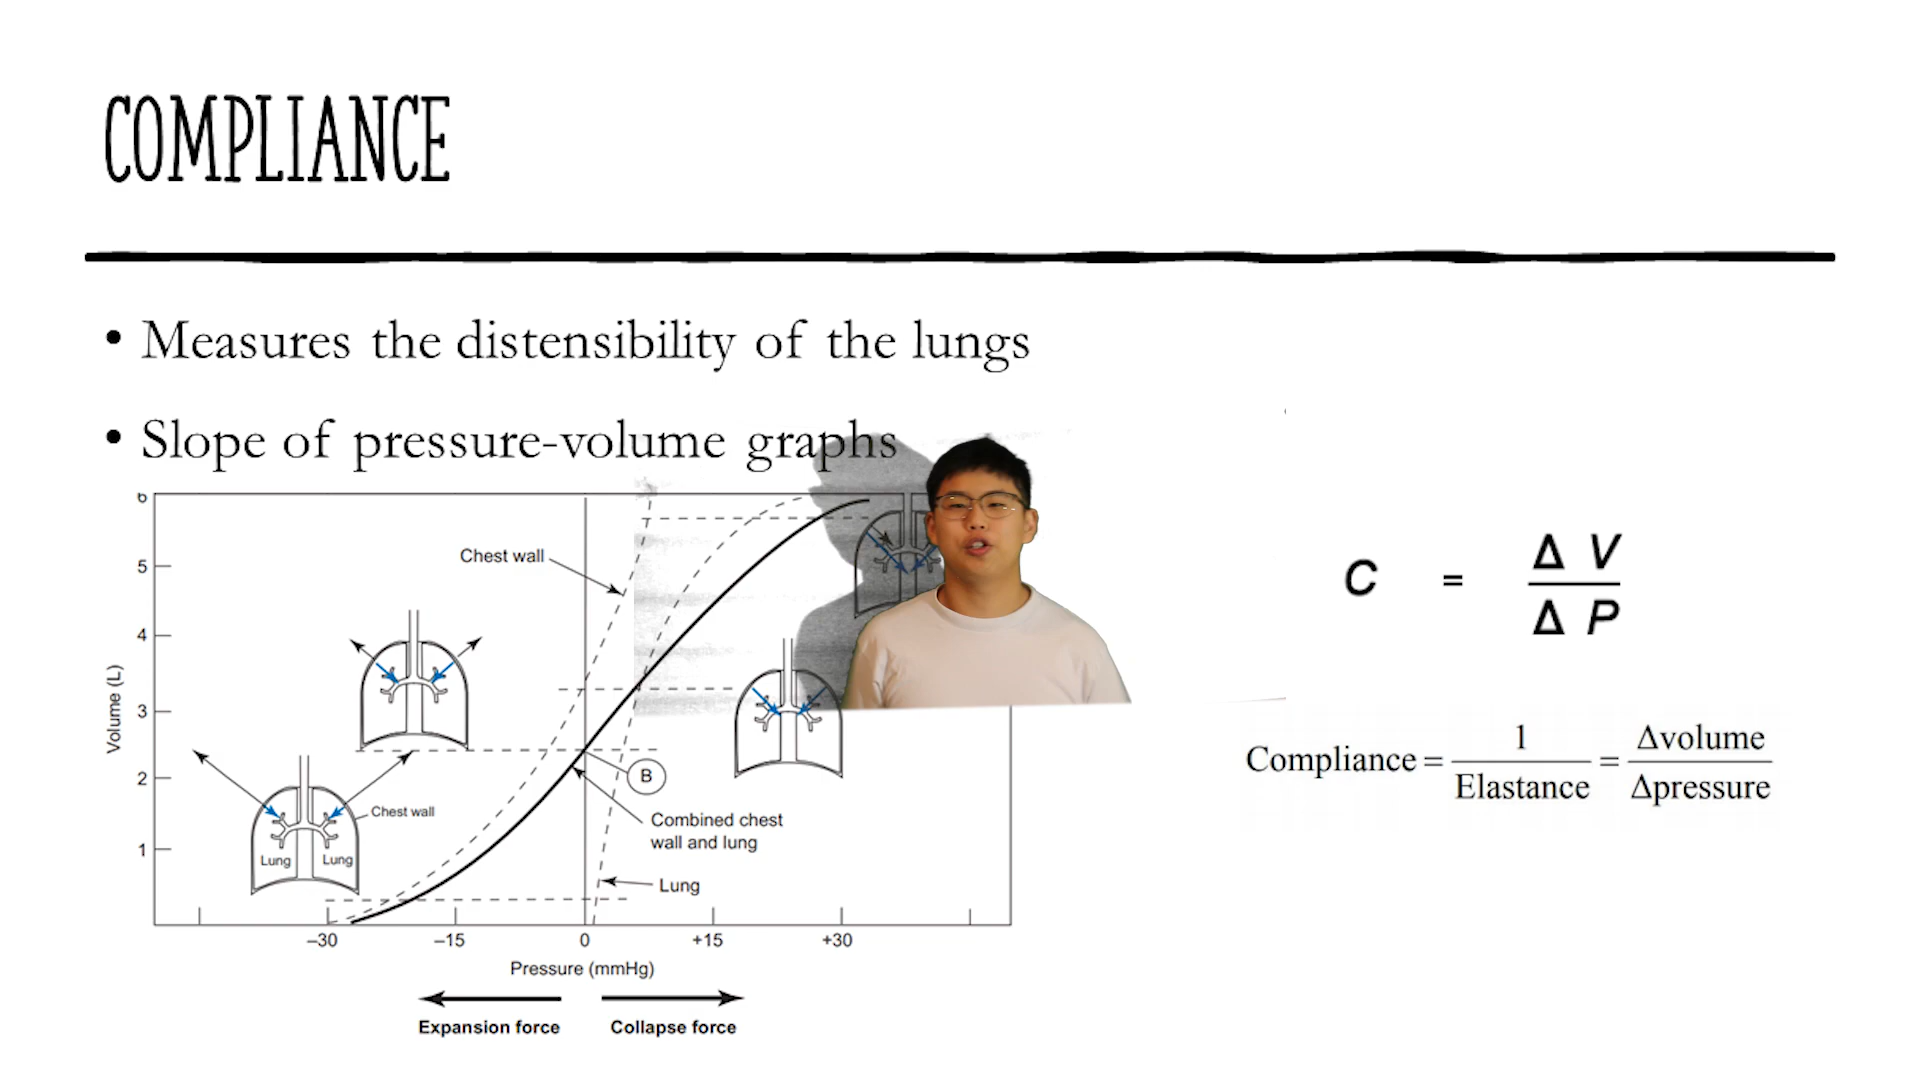 COMPLIANCE
• Measures the distensibility of the lungs
• Slope of pressure-volume graphs
6
5
4
3
2
1
Volume (L)
Chest wall
B
Combined chest
wall and lung
Lung
Chest wall
Lung Lung
–30 –15 0 +15 +30
Pressure (mmHg)
Expansion force Collapse force
C = Δ V
Δ P
Compliance = 1 = Δvolume
Elastance Δpressure